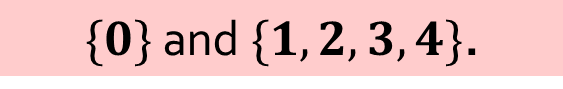 {0} and {1, 2, 3, 4}.